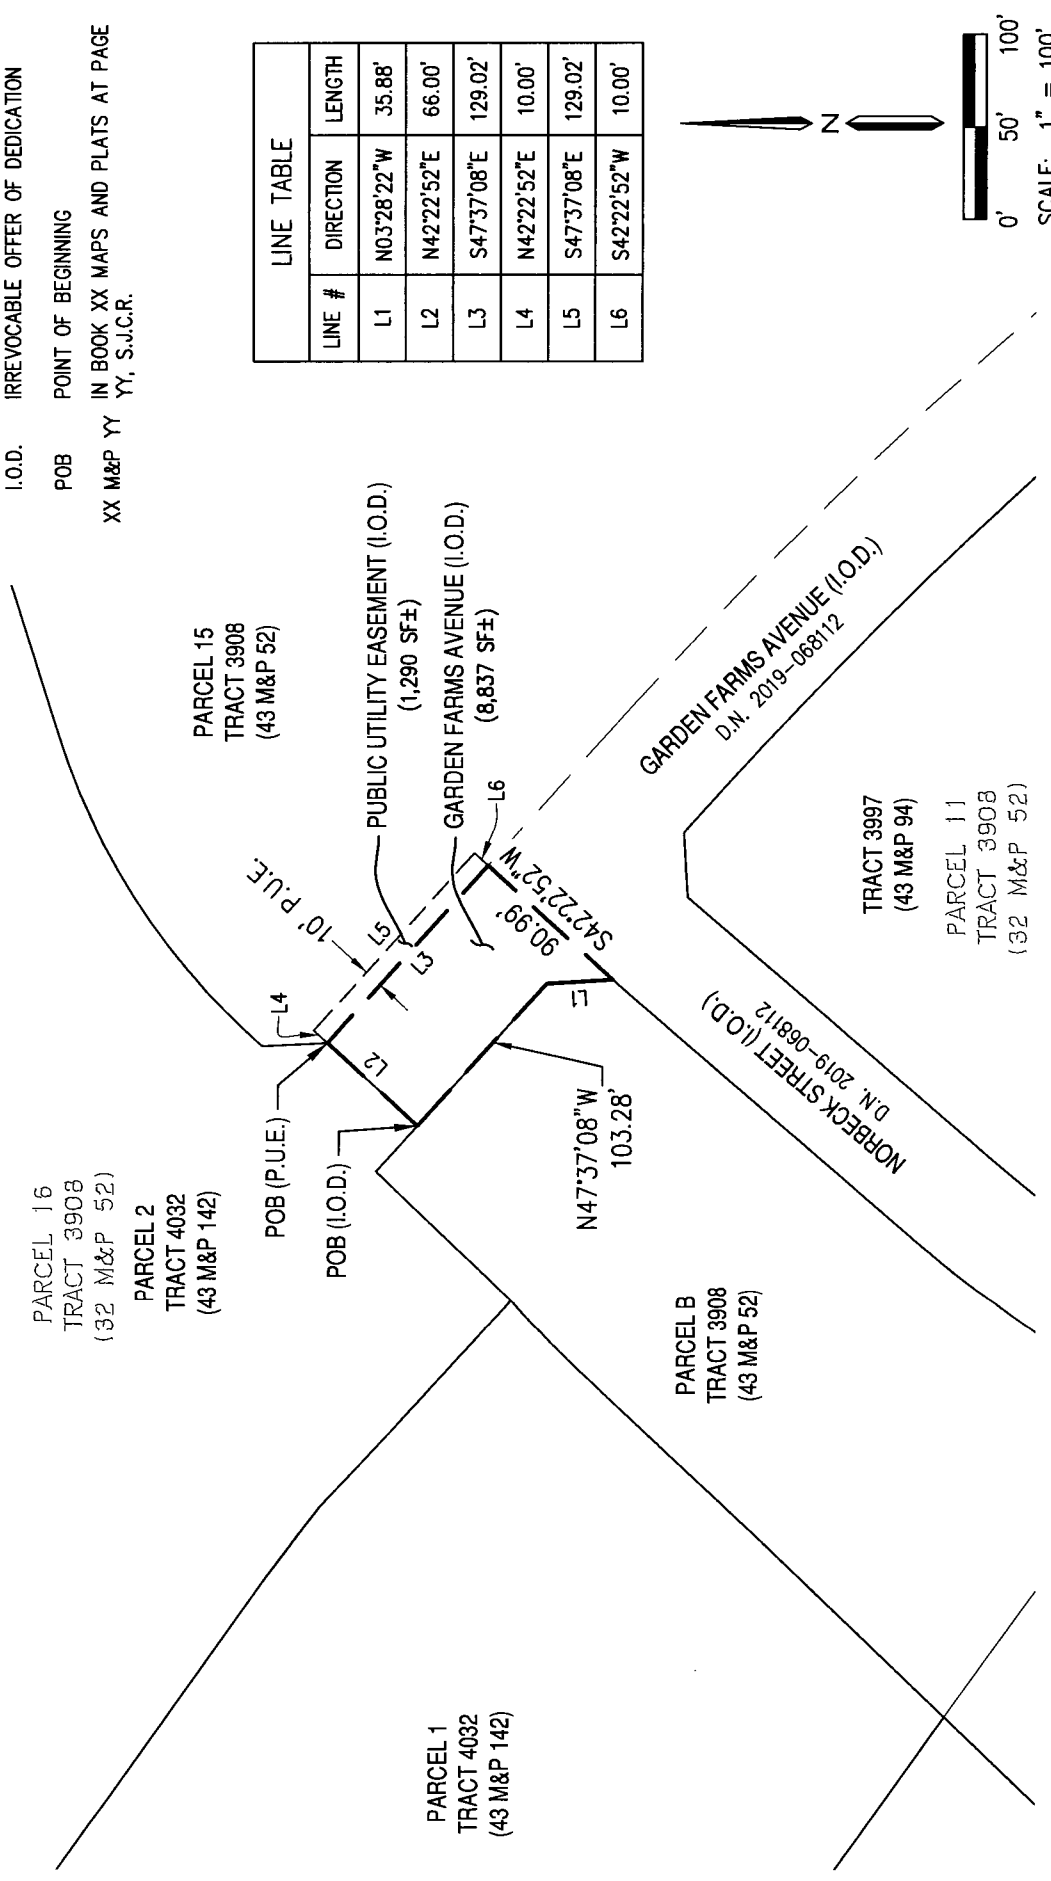 I.O.D. IRREVOCABLE OFFER OF DEDICATION
POB POINT OF BEGINNING
XX M&P YY IN BOOK XX MAPS AND PLATS AT PAGE
YY, S.J.C.R.
LINE TABLE
LINE # DIRECTION LENGTH
L1 N03°28'22"W 35.88'
L2 N42°22'52"E 66.00'
L3 S47°37'08"E 129.02'
L4 N42°22'52"E 10.00'
L5 S47°37'08"E 129.02'
L6 S42°22'52"W 10.00'
PARCEL 16
TRACT 3908
(32 M&P 52)
PARCEL 2
TRACT 4032
(43 M&P 142)
PARCEL 15
TRACT 3908
(43 M&P 52)
POB (P.U.E.)
POB (I.O.D.)
L4
10' P.U.E.
L5
L3
L2
PUBLIC UTILITY EASEMENT (I.O.D.)
(1,290 SF±)
GARDEN FARMS AVENUE (I.O.D.)
(8,837 SF±)
L6
S42°22'52"W
90.99'
L1
N47°37'08"W
103.28'
PARCEL 1
TRACT 4032
(43 M&P 142)
PARCEL B
TRACT 3908
(43 M&P 52)
NORBECK STREET (I.O.D.)
D.N. 2019-068112
GARDEN FARMS AVENUE (I.O.D.)
D.N. 2019-068112
TRACT 3997
(43 M&P 94)
PARCEL 11
TRACT 3908
(32 M&P 52)
N
0' 50' 100'
SCALE: 1" = 100'